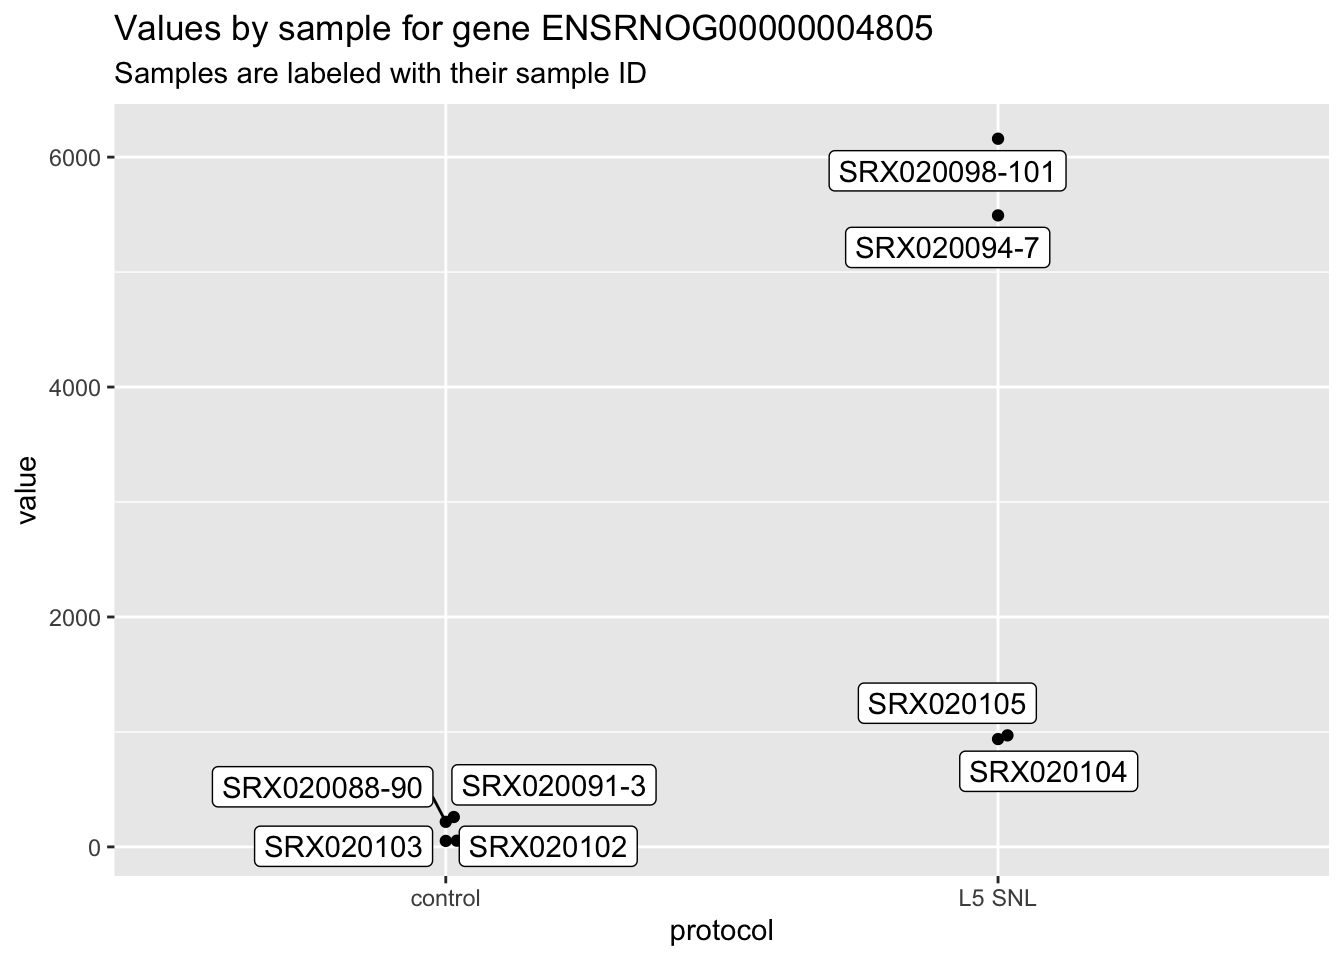 Values by sample for gene ENSRNOG00000004805
Samples are labeled with their sample ID
6000
4000
2000
0
value
SRX020098-101
SRX020094-7
SRX020105
SRX020104
SRX020088-90
SRX020091-3
SRX020103
SRX020102
control
L5 SNL
protocol